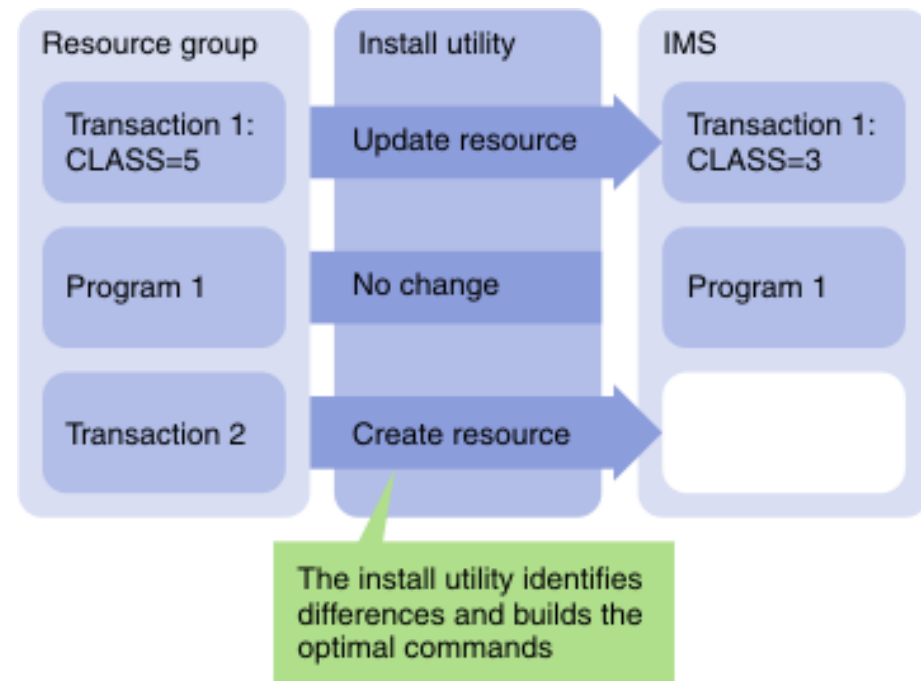 Resource group
Install utility
IMS
Transaction 1:
CLASS=5
Update resource
Transaction 1:
CLASS=3
Program 1
No change
Program 1
Transaction 2
Create resource
The install utility identifies
differences and builds the
optimal commands